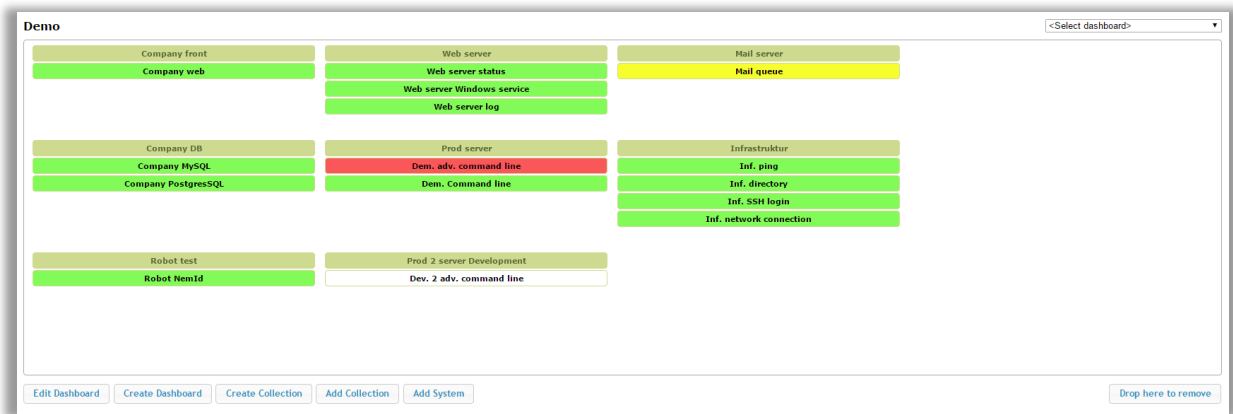 Demo
<Select dashboard>
Company front
Company web
Web server
Web server status
Web server Windows service
Web server log
Mail server
Mail queue
Company DB
Company MySQL
Company PostgresSQL
Prod server
Dem. adv. command line
Dem. Command line
Infrastruktur
Inf. ping
Inf. directory
Inf. SSH login
Inf. network connection
Robot test
Robot NemId
Prod 2 server Development
Dev. 2 adv. command line
Edit Dashboard
Create Dashboard
Create Collection
Add Collection
Add System
Drop here to remove